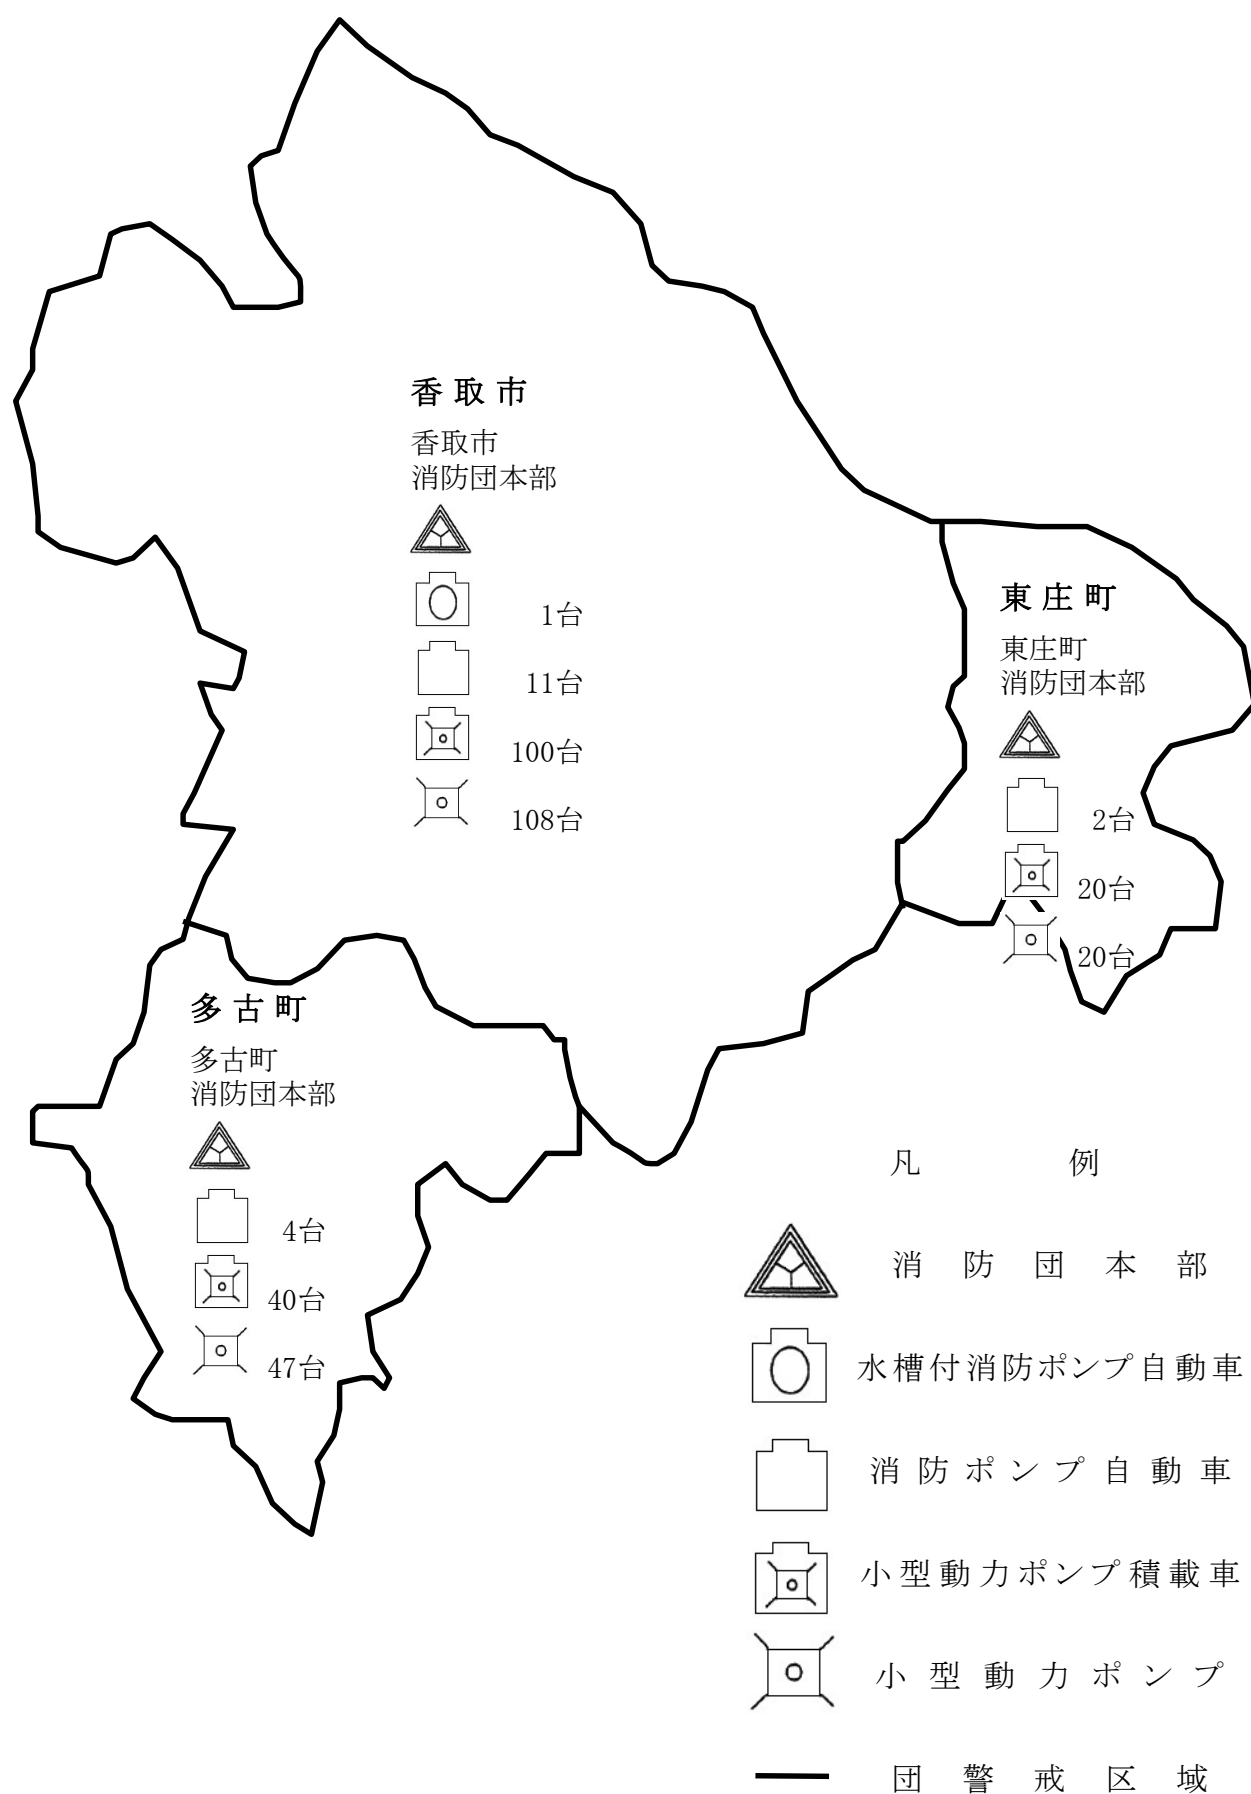 香取市
香取市
消防団本部
1台
11台
100台
108台
東庄町
東庄町
消防団本部
2台
20台
20台
多古町
多古町
消防団本部
4台
40台
47台
凡例
消防団本部
水槽付消防ポンプ自動車
消防ポンプ自動車
小型動力ポンプ積載車
小型動力ポンプ
団警戒区域